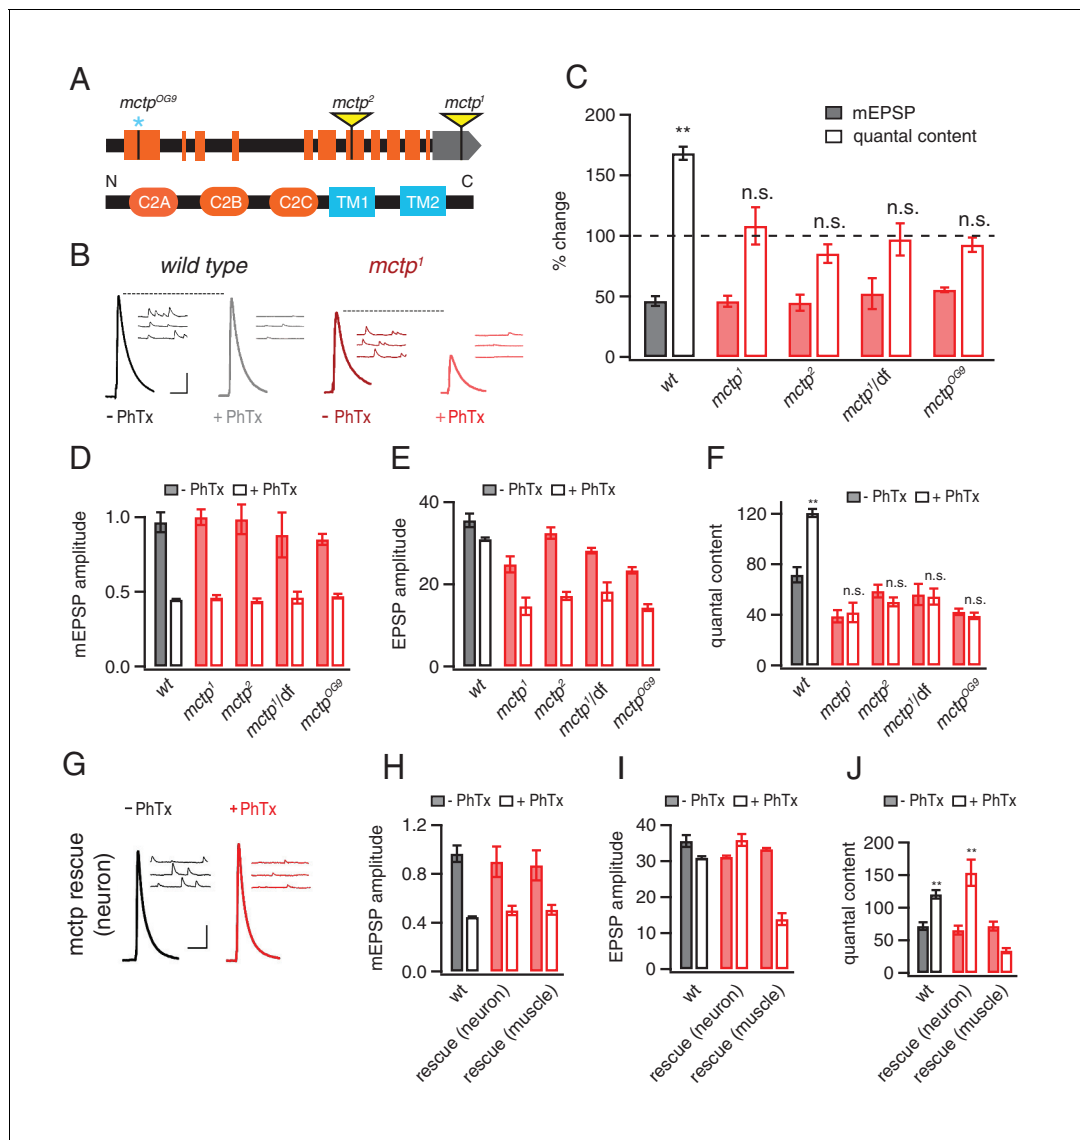 A
mctp^OG9
*
mctp^2
mctp^1
N
C
C2A
C2B
C2C
TM1
TM2
B
wild type
mctp^1
- PhTx
+ PhTx
- PhTx
+ PhTx
C
mEPSP
quantal content
% change
200
150
100
50
0
**
n.s.
n.s.
n.s.
n.s.
wt
mctp^1
mctp^2
mctp^1/df
mctp^OG9
D
- PhTx
+ PhTx
mEPSP amplitude
1.0
0.5
0.0
wt
mctp^1
mctp^2
mctp^1/df
mctp^OG9
E
- PhTx
+ PhTx
EPSP amplitude
40
20
0
wt
mctp^1
mctp^2
mctp^1/df
mctp^OG9
F
- PhTx
+ PhTx
quantal content
120
80
40
0
**
n.s.
n.s.
n.s.
n.s.
wt
mctp^1
mctp^2
mctp^1/df
mctp^OG9
G
- PhTx
+ PhTx
mctp rescue
(neuron)
H
- PhTx
+ PhTx
mEPSP amplitude
1.2
0.8
0.4
0.0
wt
rescue (neuron)
rescue (muscle)
I
- PhTx
+ PhTx
EPSP amplitude
40
30
20
10
0
wt
rescue (neuron)
rescue (muscle)
J
- PhTx
+ PhTx
quantal content
200
150
100
50
0
**
**
wt
rescue (neuron)
rescue (muscle)